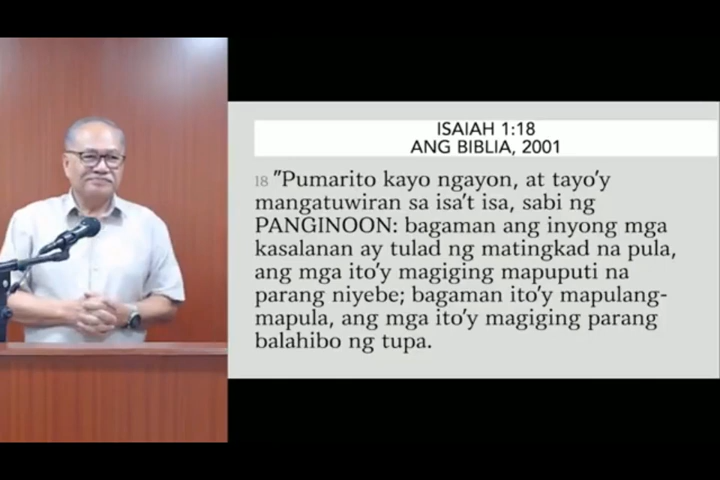 ISAIAH 1:18
ANG BIBLIA, 2001
18 "Pumarito kayo ngayon, at tayo'y
mangatuwiran sa isa't isa, sabi ng
PANGINOON: bagaman ang inyong mga
kasalanan ay tulad ng matingkad na pula,
ang mga ito'y magiging mapuputi na
parang niyebe; bagaman ito'y mapulang-
mapula, ang mga ito'y magiging parang
balahibo ng tupa.